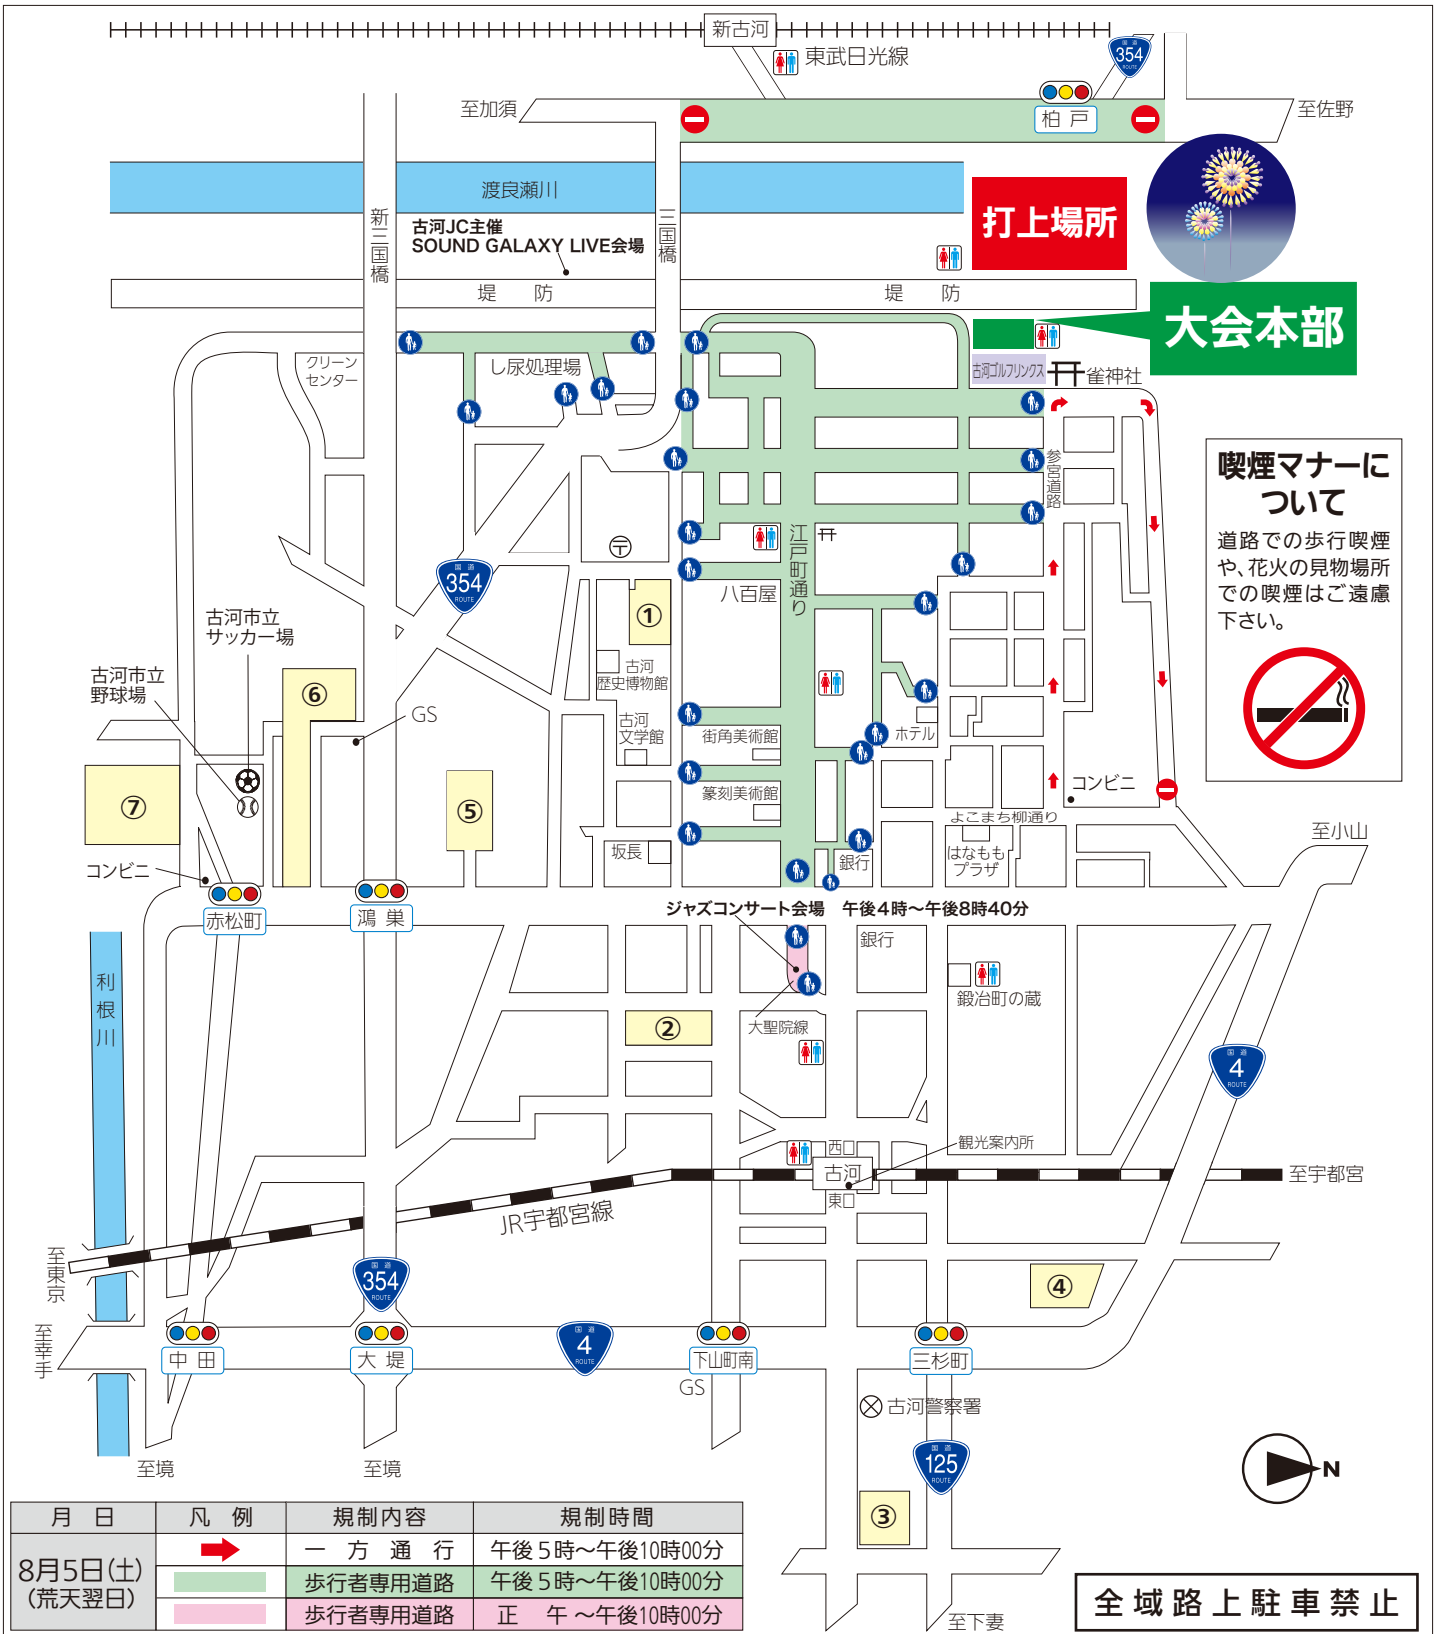 新古河
東武日光線
国道
354
ROUTE
至加須
柏戸
至佐野
渡良瀬川
新三国橋
三国橋
古河JC主催
SOUND GALAXY LIVE会場
打上場所
堤 防
堤 防
大会本部
クリーン
センター
し尿処理場
古河ゴルフリンクス
雀神社
参宮道路
喫煙マナーに
ついて
道路での歩行喫煙
や、花火の見物場所
での喫煙はご遠慮
下さい。
江戸町通り
国道
354
ROUTE
八百屋
①
古河市立
サッカー場
古河
歴史博物館
古河市立
野球場
⑥
GS
古河
文学館
街角美術館
ホテル
⑦
⑤
篆刻美術館
コンビニ
よこまち柳通り
至小山
坂長
銀行
はなもも
プラザ
コンビニ
赤松町
鴻巣
ジャズコンサート会場 午後4時～午後8時40分
銀行
利根川
鍛冶町の蔵
②
大聖院線
国道
4
ROUTE
西口
観光案内所
古河
至宇都宮
東口
JR宇都宮線
至東京
国道
354
ROUTE
④
至幸手
中田
大堤
国道
4
ROUTE
下山町南
三杉町
GS
古河警察署
国道
125
ROUTE
至境
至境
N
③
月 日 凡 例 規制内容 規制時間
8月5日(土)
(荒天翌日)
一方通行 午後5時～午後10時00分
歩行者専用道路 午後5時～午後10時00分
歩行者専用道路 正 午～午後10時00分
至下妻
全域路上駐車禁止